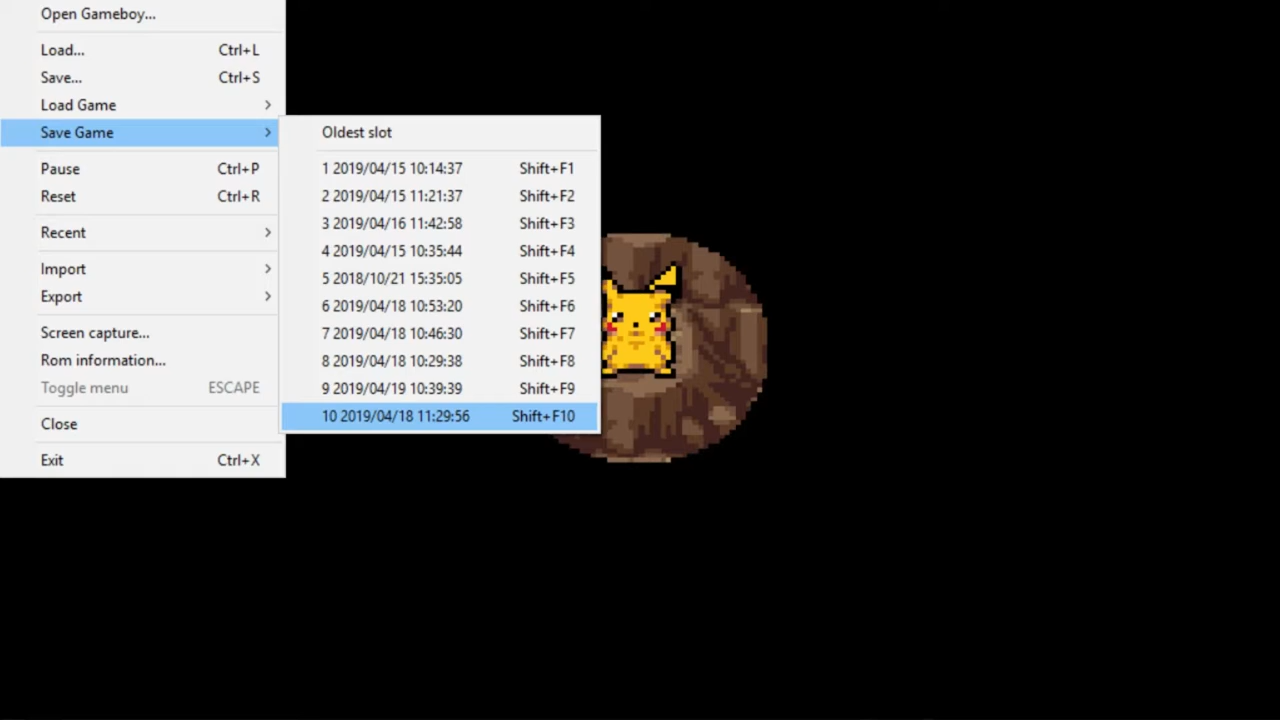 Open Gameboy...
Load... Ctrl+L
Save... Ctrl+S
Load Game
Save Game
Pause Ctrl+P
Reset Ctrl+R
Recent
Import
Export
Screen capture...
Rom information...
Toggle menu ESCAPE
Close
Exit Ctrl+X
Oldest slot
1 2019/04/15 10:14:37 Shift+F1
2 2019/04/15 11:21:37 Shift+F2
3 2019/04/16 11:42:58 Shift+F3
4 2019/04/15 10:35:44 Shift+F4
5 2018/10/21 15:35:05 Shift+F5
6 2019/04/18 10:53:20 Shift+F6
7 2019/04/18 10:46:30 Shift+F7
8 2019/04/18 10:29:38 Shift+F8
9 2019/04/19 10:39:39 Shift+F9
10 2019/04/18 11:29:56 Shift+F10